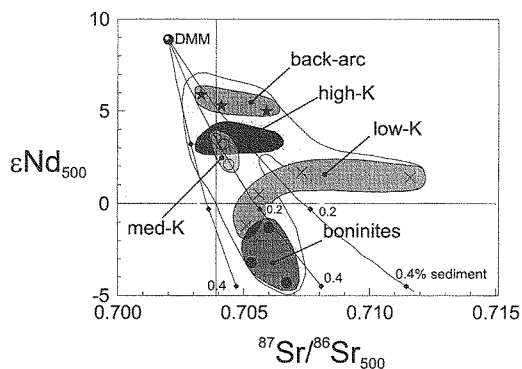 10
DMM
back-arc
high-K
5
low-K
εNd500
0.2
0.2
0
med-K
boninites
0.4
0.4
0.4% sediment
-5
0.700
0.705
0.710
0.715
87Sr/86Sr500